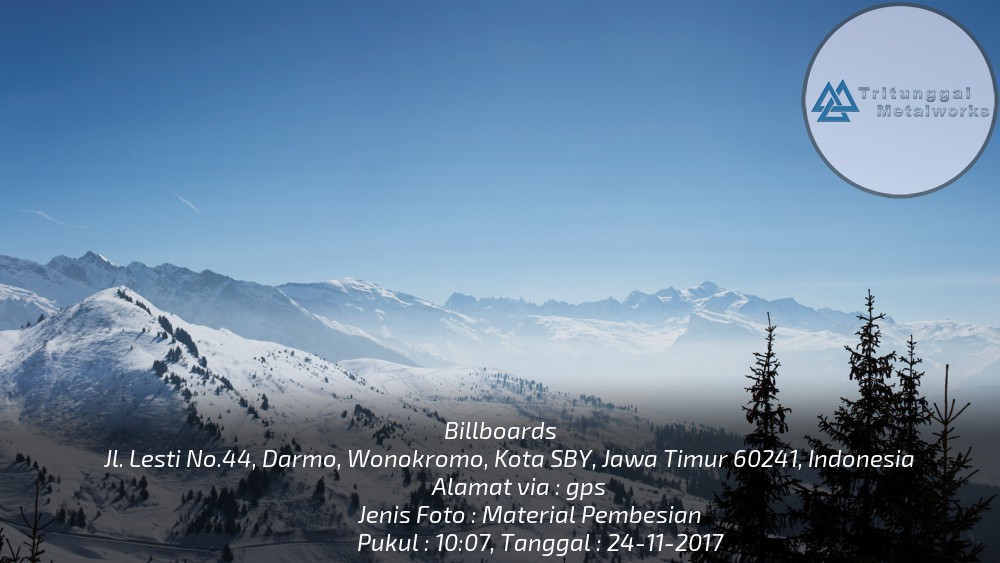 Tritunggal
Metalworks
Billboards
Jl. Lesti No.44, Darmo, Wonokromo, Kota SBY, Jawa Timur 60241, Indonesia
Alamat via : gps
Jenis Foto : Material Pembesian
Pukul : 10:07, Tanggal : 24-11-2017